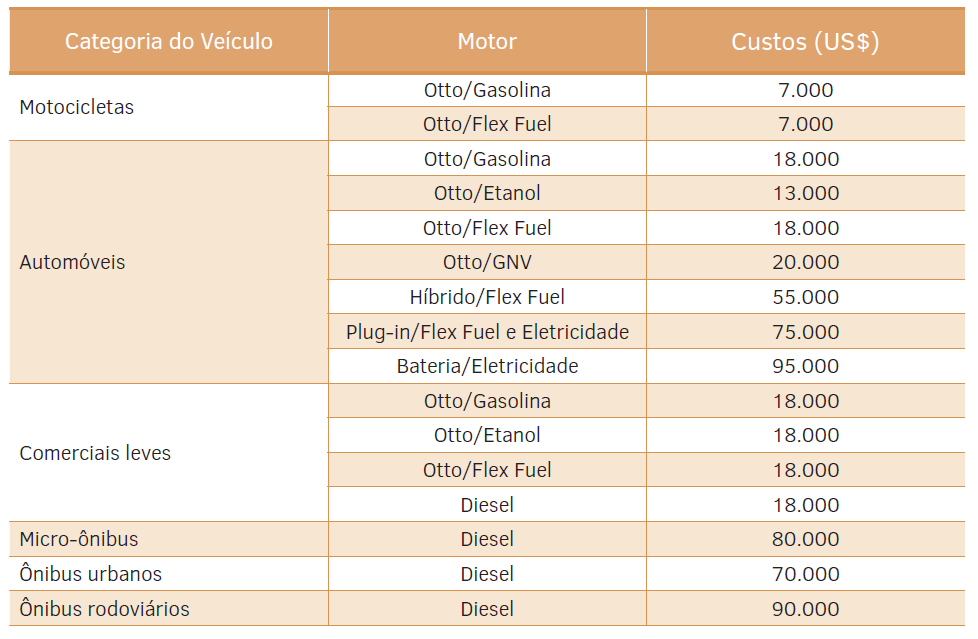 Categoria do Veículo Motor Custos (US$)
Motocicletas Otto/Gasolina 7.000
Otto/Flex Fuel 7.000
Automóveis Otto/Gasolina 18.000
Otto/Etanol 13.000
Otto/Flex Fuel 18.000
Otto/GNV 20.000
Híbrido/Flex Fuel 55.000
Plug-in/Flex Fuel e Eletricidade 75.000
Bateria/Eletricidade 95.000
Comerciais leves Otto/Gasolina 18.000
Otto/Etanol 18.000
Otto/Flex Fuel 18.000
Diesel 18.000
Micro-ônibus Diesel 80.000
Ônibus urbanos Diesel 70.000
Ônibus rodoviários Diesel 90.000